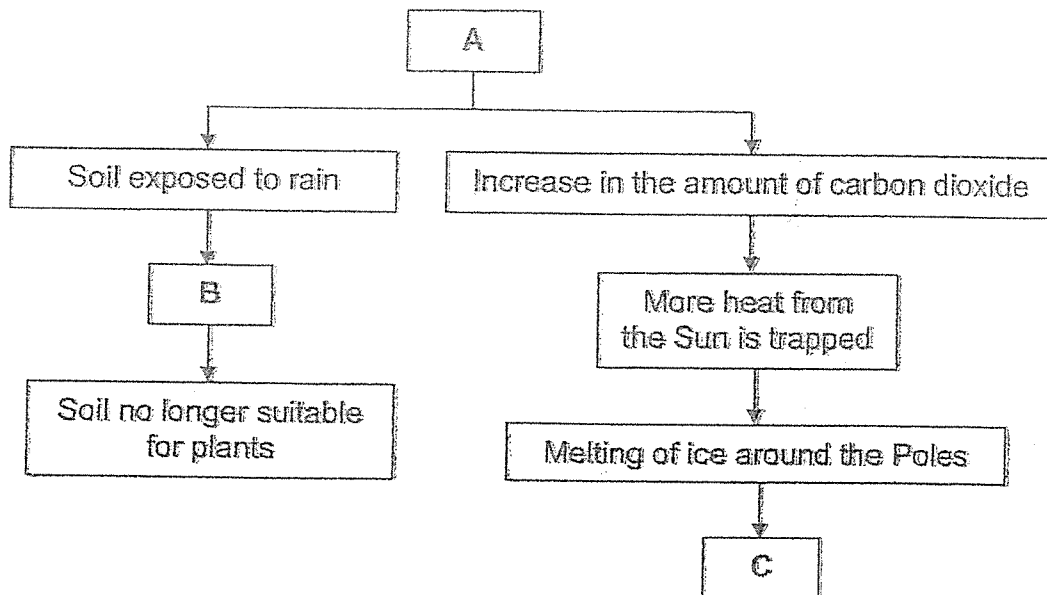 A
Soil exposed to rain
Increase in the amount of carbon dioxide
B
More heat from
the Sun is trapped
Soil no longer suitable
for plants
Melting of ice around the Poles
C